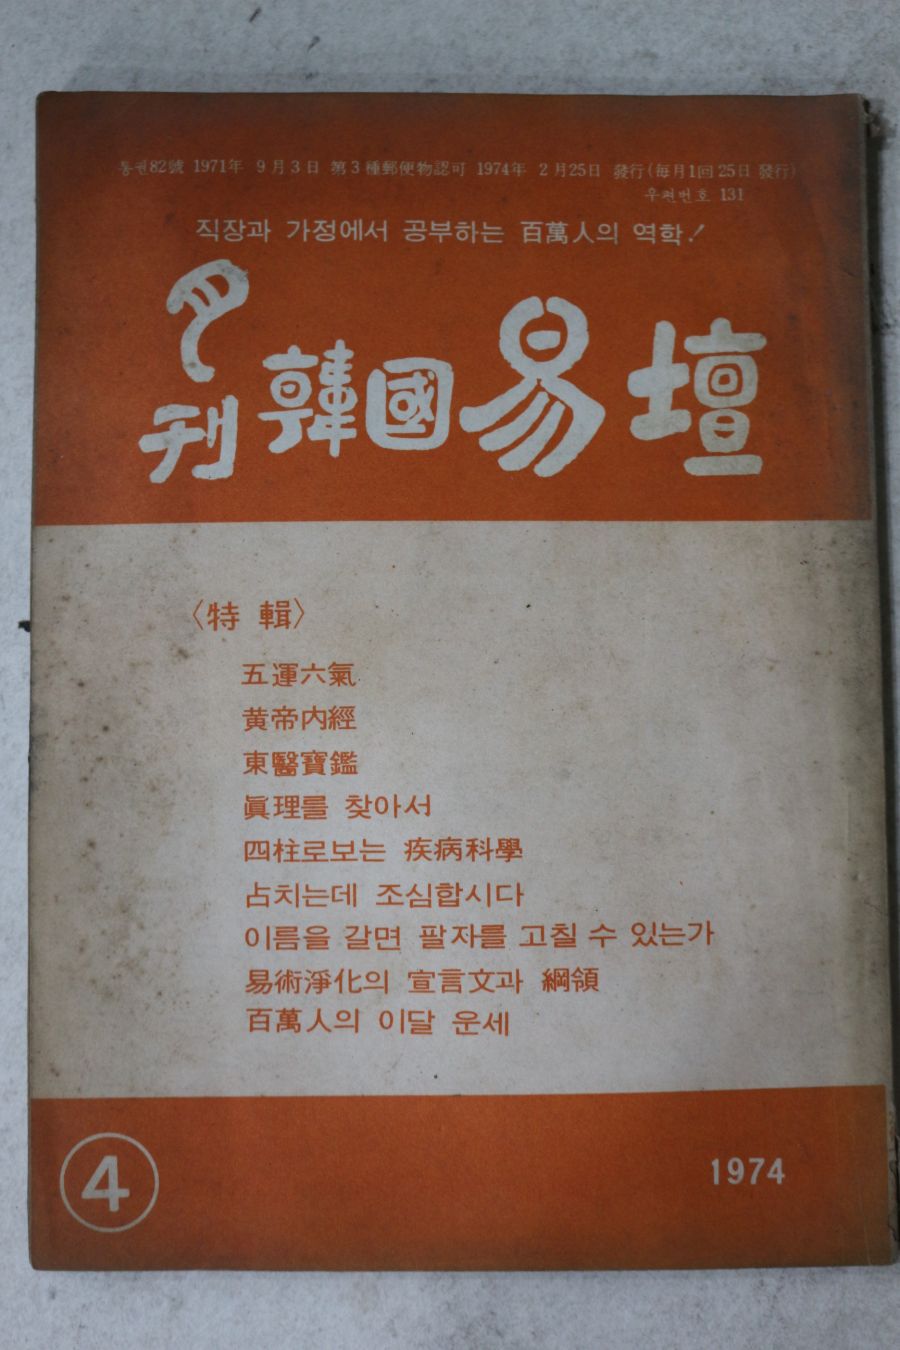 통권82號 1971年 9月3日 第3種郵便物認可 1974年 2月25日 發行(毎月1回25日 發行)
우편번호 131
직장과 가정에서 공부하는 百萬人의 역학!
月刊 韓國易壇
〈特輯〉
五運六氣
黄帝内經
東醫寶鑑
眞理를 찾아서
四柱로보는 疾病科學
占치는데 조심합시다
이름을 갈면 팔자를 고칠 수 있는가
易術淨化의 宣言文과 綱領
百萬人의 이달 운세
4
1974